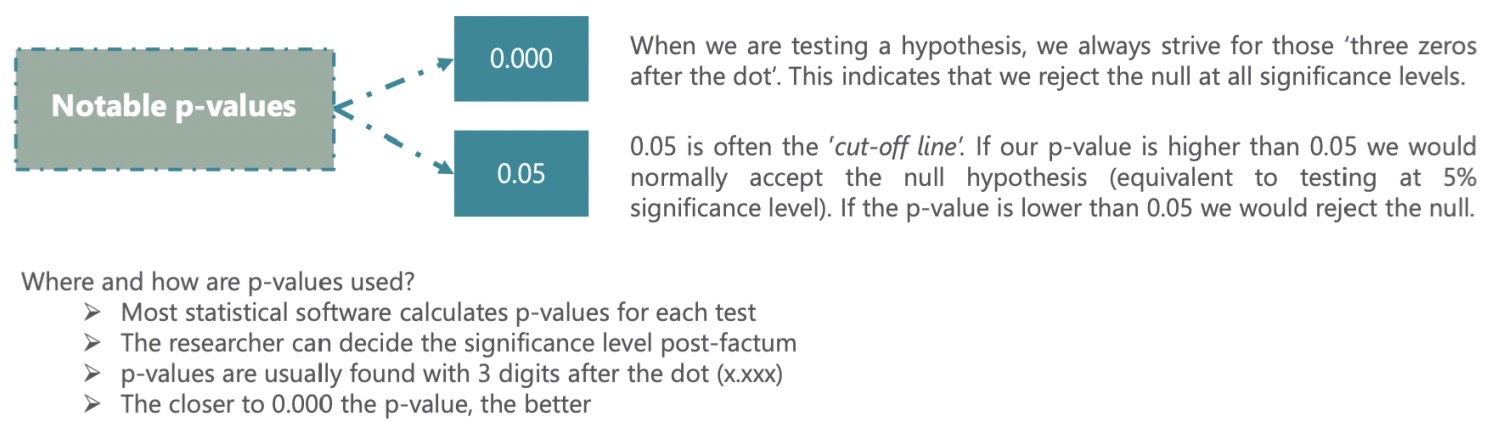 Notable p-values
0.000
When we are testing a hypothesis, we always strive for those ‘three zeros
after the dot’. This indicates that we reject the null at all significance levels.
0.05
0.05 is often the ‘cut-off line’. If our p-value is higher than 0.05 we would
normally accept the null hypothesis (equivalent to testing at 5%
significance level). If the p-value is lower than 0.05 we would reject the null.
Where and how are p-values used?
➢ Most statistical software calculates p-values for each test
➢ The researcher can decide the significance level post-factum
➢ p-values are usually found with 3 digits after the dot (x.xxx)
➢ The closer to 0.000 the p-value, the better